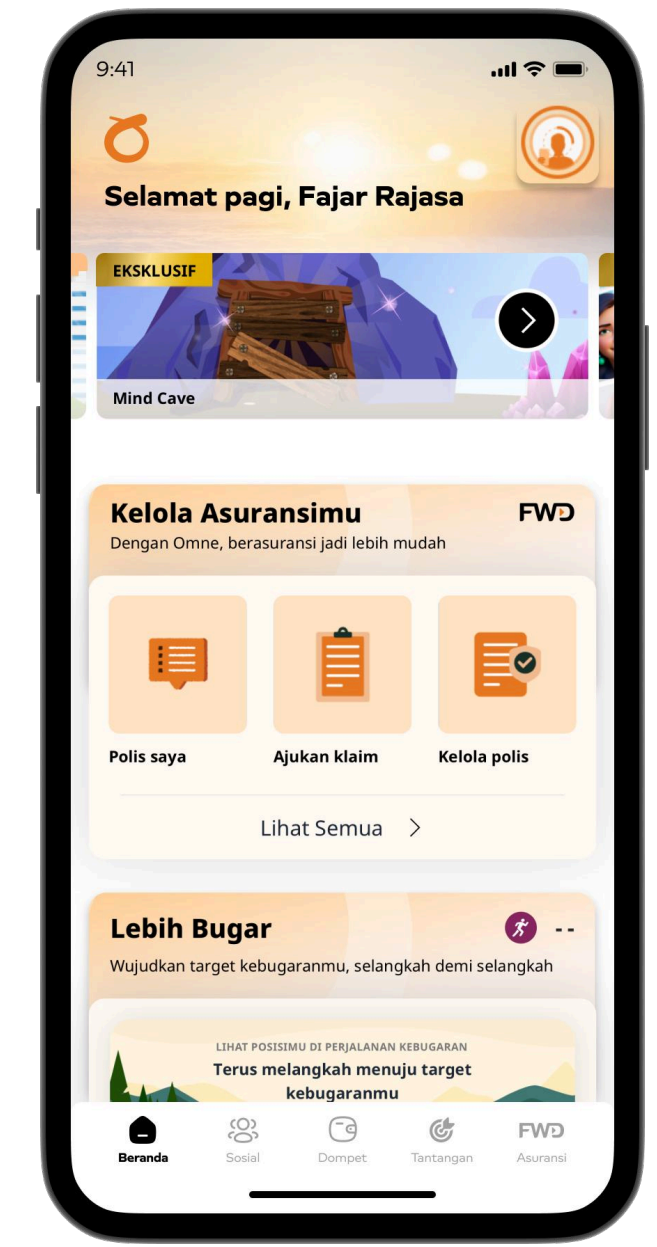 9:41
Selamat pagi, Fajar Rajasa
EKSKLUSIF
Mind Cave
Kelola Asuransimu
FWD
Dengan Omne, berasuransi jadi lebih mudah
Polis saya
Ajukan klaim
Kelola polis
Lihat Semua
Lebih Bugar
--
Wujudkan target kebugaranmu, selangkah demi selangkah
LIHAT POSISIMU DI PERJALANAN KEBUGARAN
Terus melangkah menuju target
kebugaranmu
Beranda
Sosial
Dompet
Tantangan
FWD
Asuransi